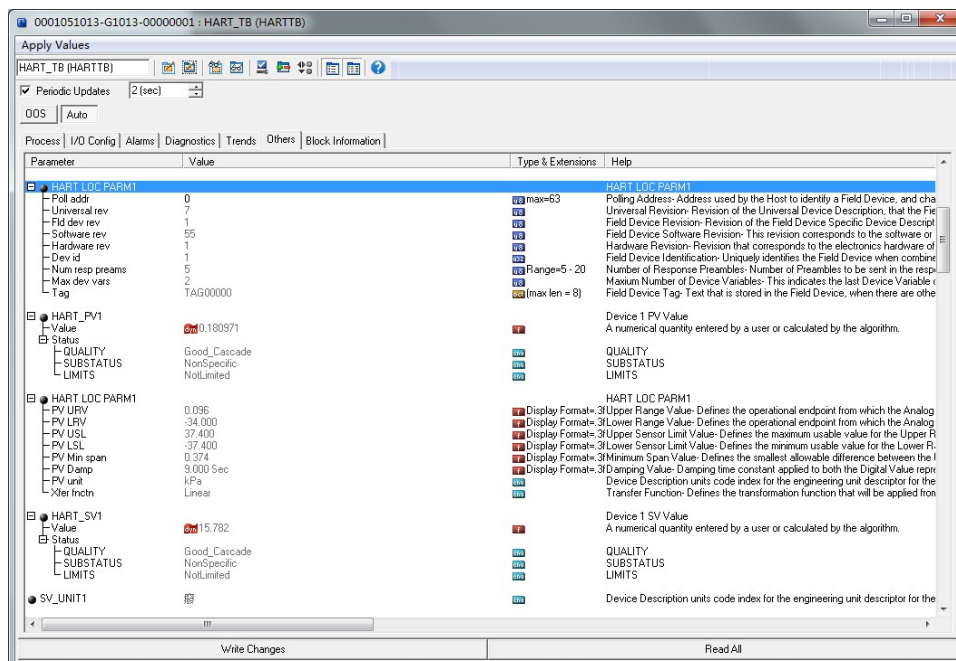 0001051013-G1013-00000001 : HART_TB (HARTTB)
Apply Values
HART_TB (HARTTB)
Periodic Updates 2 (sec)
OOS Auto
Process I/O Config Alarms Diagnostics Trends Others Block Information
Parameter Value Type & Extensions Help
HART LOC PARM1 HART LOC PARM1
Poll addr 0 u8 max=63 Polling Address- Address used by the Host to identify a Field Device, and cha
Universal rev 7 u8 Universal Revision- Revision of the Universal Device Description, that the Fie
Fld dev rev 1 u8 Field Device Revision- Revision of the Field Device Specific Device Descript
Software rev 55 u8 Field Device Software Revision- This revision corresponds to the software or
Hardware rev 1 u8 Hardware Revision- Revision that corresponds to the electronics hardware of
Dev id 1 u32 Field Device Identification- Uniquely identifies the Field Device when combine
Num resp preams 5 u8 Range=5 - 20 Number of Response Preambles- Number of Preambles to be sent in the resp
Max dev vars 2 u8 Maxium Number of Device Variables- This indicates the last Device Variable
Tag TAG00000 (max len = 8) Field Device Tag- Text that is stored in the Field Device, when there are othe
HART_PV1 Device 1 PV Value
Value dyn 0.180971 f A numerical quantity entered by a user or calculated by the algorithm.
Status
QUALITY Good_Cascade QUALITY
SUBSTATUS NonSpecific SUBSTATUS
LIMITS NotLimited LIMITS
HART LOC PARM1 HART LOC PARM1
PV URV 0.096 f Display Format=.3f Upper Range Value- Defines the operational endpoint from which the Analog
PV LRV -34.000 f Display Format=.3f Lower Range Value- Defines the operational endpoint from which the Analog
PV USL 37.400 f Display Format=.3f Upper Sensor Limit Value- Defines the maximum usable value for the Upper R
PV LSL -37.400 f Display Format=.3f Lower Sensor Limit Value- Defines the minimum usable value for the Lower R
PV Min span 0.374 f Display Format=.3f Minimum Span Value- Defines the smallest allowable difference between the
PV Damp 9.000 Sec f Display Format=.3f Damping Value- Damping time constant applied to both the Digital Value repre
PV unit kPa Device Description units code index for the engineering unit descriptor for the
Xfer fnctn Linear Transfer Function- Defines the transformation function that will be applied from
HART_SV1 Device 1 SV Value
Value dyn 15.782 f A numerical quantity entered by a user or calculated by the algorithm.
Status
QUALITY Good_Cascade QUALITY
SUBSTATUS NonSpecific SUBSTATUS
LIMITS NotLimited LIMITS
SV_UNIT1 Device Description units code index for the engineering unit descriptor for the
Write Changes Read All